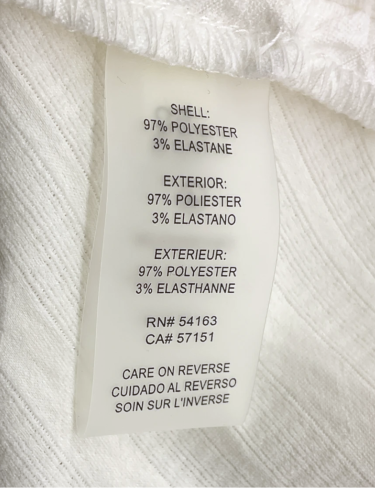 SHELL:
97% POLYESTER
3% ELASTANE
EXTERIOR:
97% POLIESTER
3% ELASTANO
EXTERIEUR:
97% POLYESTER
3% ELASTHANNE
RN# 54163
CA# 57151
CARE ON REVERSE
CUIDADO AL REVERSO
SOIN SUR L'INVERSE